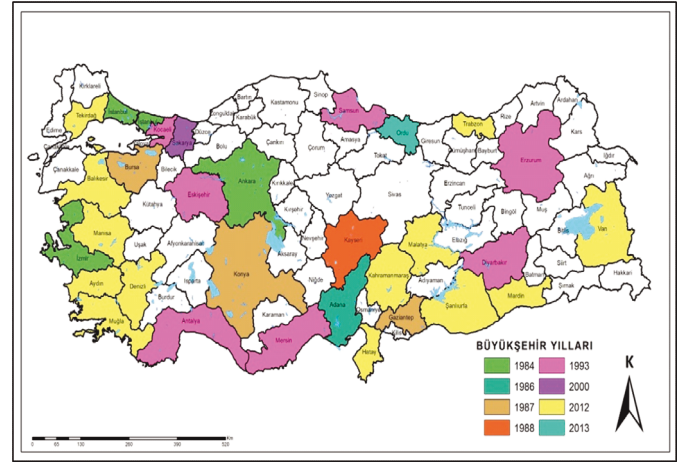 Kırklareli
Edirne
Tekirdağ
İstanbul
Kocaeli
Sakarya
Düzce
Zonguldak
Bartın
Karabük
Kastamonu
Sinop
Samsun
Ordu
Giresun
Trabzon
Rize
Artvin
Ardahan
Kars
Iğdır
Ağrı
Erzurum
Bayburt
Gümüşhane
Tokat
Amasya
Çorum
Çankırı
Bolu
Bilecik
Bursa
Balıkesir
Çanakkale
Kütahya
Eskişehir
Ankara
Kırıkkale
Kırşehir
Yozgat
Sivas
Erzincan
Tunceli
Bingöl
Muş
Bitlis
Van
Hakkari
Şırnak
Siirt
Batman
Diyarbakır
Elazığ
Malatya
Kayseri
Nevşehir
Aksaray
Niğde
Konya
Afyonkarahisar
Uşak
Manisa
İzmir
Aydın
Denizli
Isparta
Burdur
Muğla
Antalya
Karaman
Mersin
Adana
Osmaniye
Kahramanmaraş
Adıyaman
Gaziantep
Kilis
Hatay
Şanlıurfa
Mardin
BÜYÜKŞEHİR YILLARI
1984 1993
1986 2000
1987 2012
1988 2013
K
0 65 130 260 390 520
Km